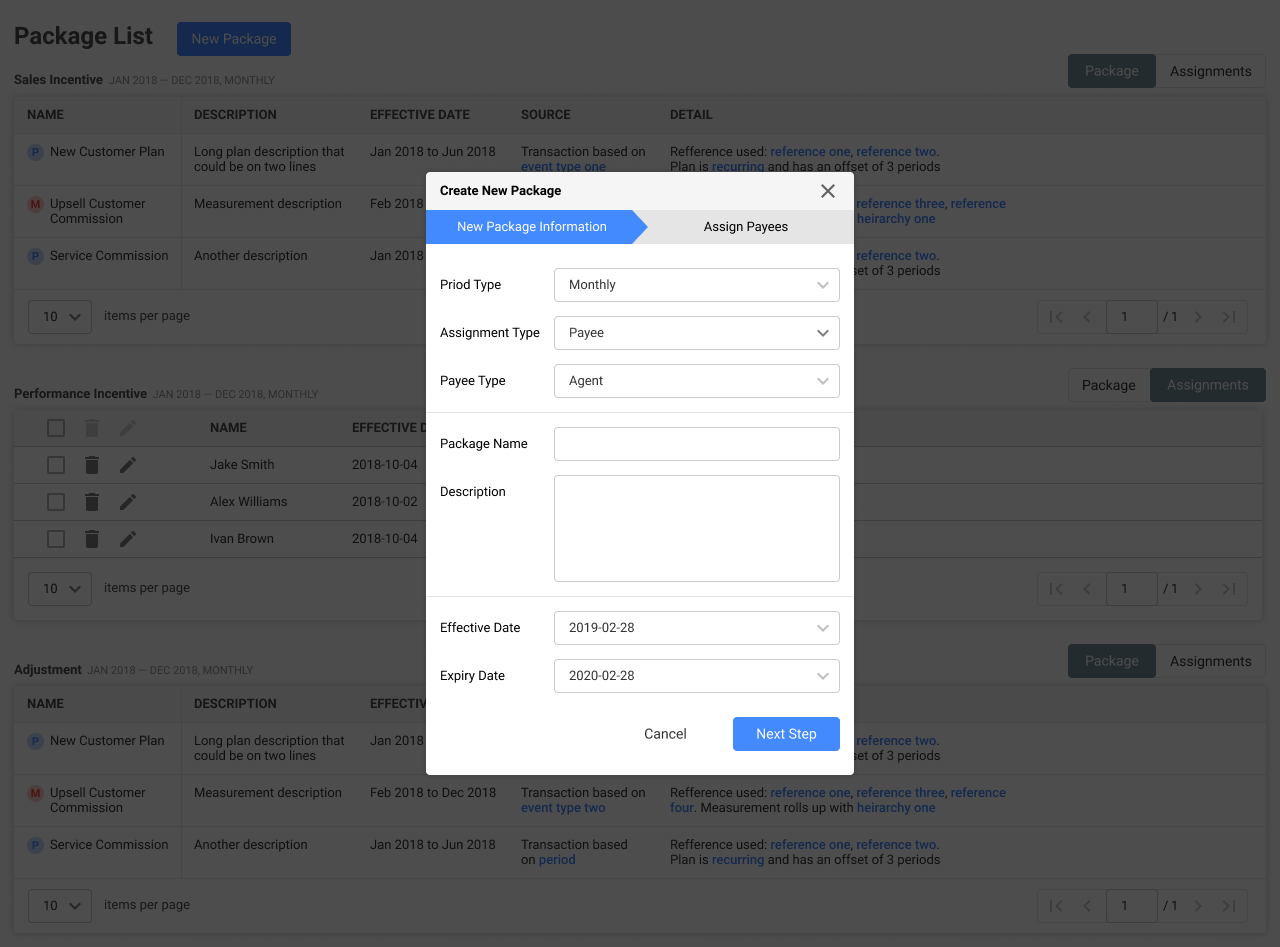 Package List
New Package
Sales Incentive JAN 2018 — DEC 2018, MONTHLY
Package Assignments
NAME DESCRIPTION EFFECTIVE DATE SOURCE DETAIL
P New Customer Plan Long plan description that Jan 2018 to Jun 2018 Transaction based on Refference used: reference one, reference two.
could be on two lines event type one Plan is recurring and has an offset of 3 periods
M Upsell Customer Measurement description Feb 2018 reference three, reference
Commission heirarchy one
P Service Commission Another description Jan 2018 reference two.
set of 3 periods
10 items per page 1 / 1
Create New Package
New Package Information Assign Payees
Priod Type Monthly
Assignment Type Payee
Payee Type Agent
Package Name
Description
Effective Date 2019-02-28
Expiry Date 2020-02-28
Cancel Next Step
Performance Incentive JAN 2018 — DEC 2018, MONTHLY
Package Assignments
NAME EFFECTIVE D
Jake Smith 2018-10-04
Alex Williams 2018-10-02
Ivan Brown 2018-10-04
10 items per page 1 / 1
Adjustment JAN 2018 — DEC 2018, MONTHLY
Package Assignments
NAME DESCRIPTION EFFECTIV
P New Customer Plan Long plan description that Jan 2018 reference two.
could be on two lines set of 3 periods
M Upsell Customer Measurement description Feb 2018 to Dec 2018 Transaction based on Refference used: reference one, reference three, reference
Commission event type two four. Measurement rolls up with heirarchy one
P Service Commission Another description Jan 2018 to Jun 2018 Transaction based Refference used: reference one, reference two.
on period Plan is recurring and has an offset of 3 periods
10 items per page 1 / 1